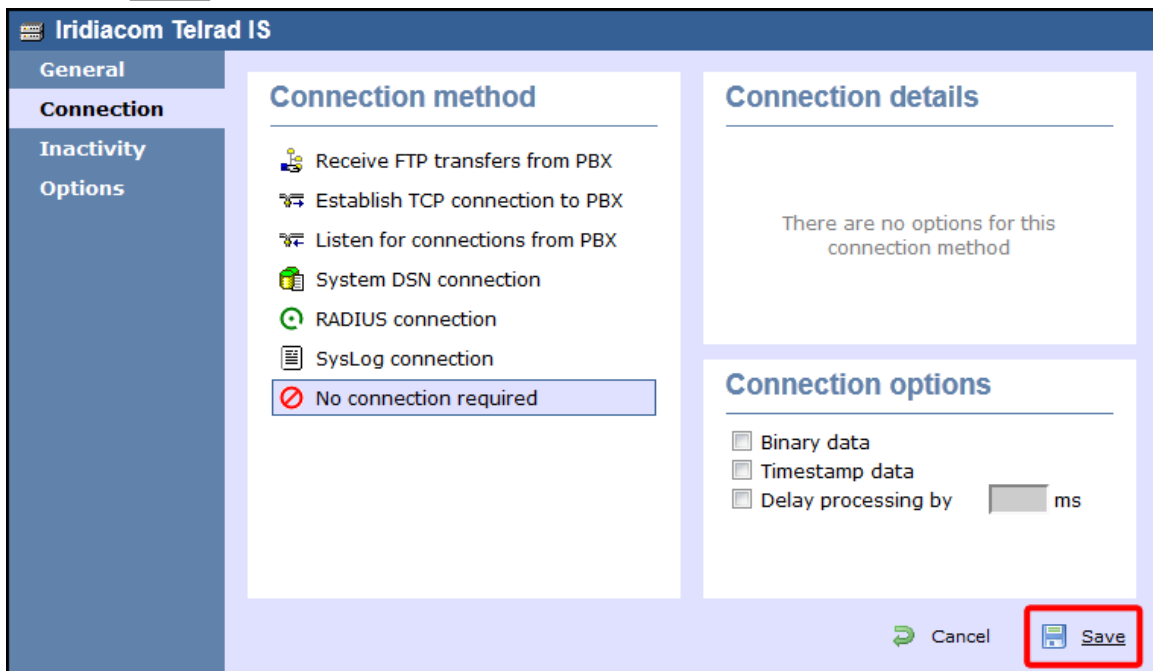 Iridiacom Telrad IS
General
Connection
Inactivity
Options
Connection method
Receive FTP transfers from PBX
Establish TCP connection to PBX
Listen for connections from PBX
System DSN connection
RADIUS connection
SysLog connection
No connection required
Connection details
There are no options for this
connection method
Connection options
Binary data
Timestamp data
Delay processing by ms
Cancel
Save